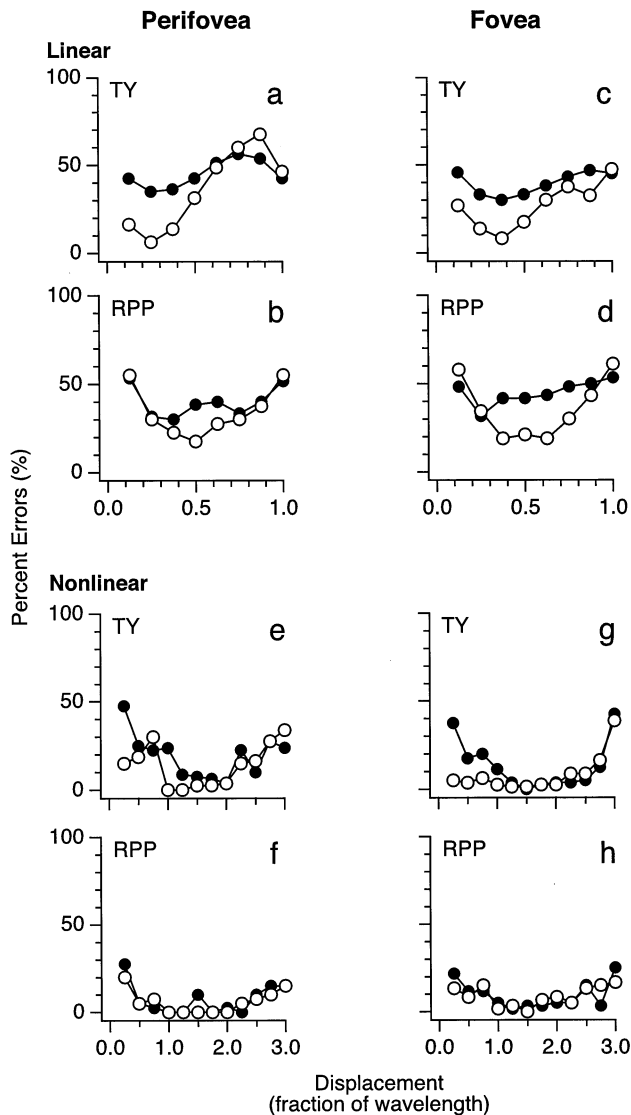 Perifovea Fovea
Linear
100 TY a TY c
50
0
100 RPP b RPP d
50
0
0.0 0.5 1.0 0.0 0.5 1.0
Percent Errors (%)
Nonlinear
100 TY e TY g
50
0
100 RPP f RPP h
50
0
0.0 1.0 2.0 3.0 0.0 1.0 2.0 3.0
Displacement
(fraction of wavelength)